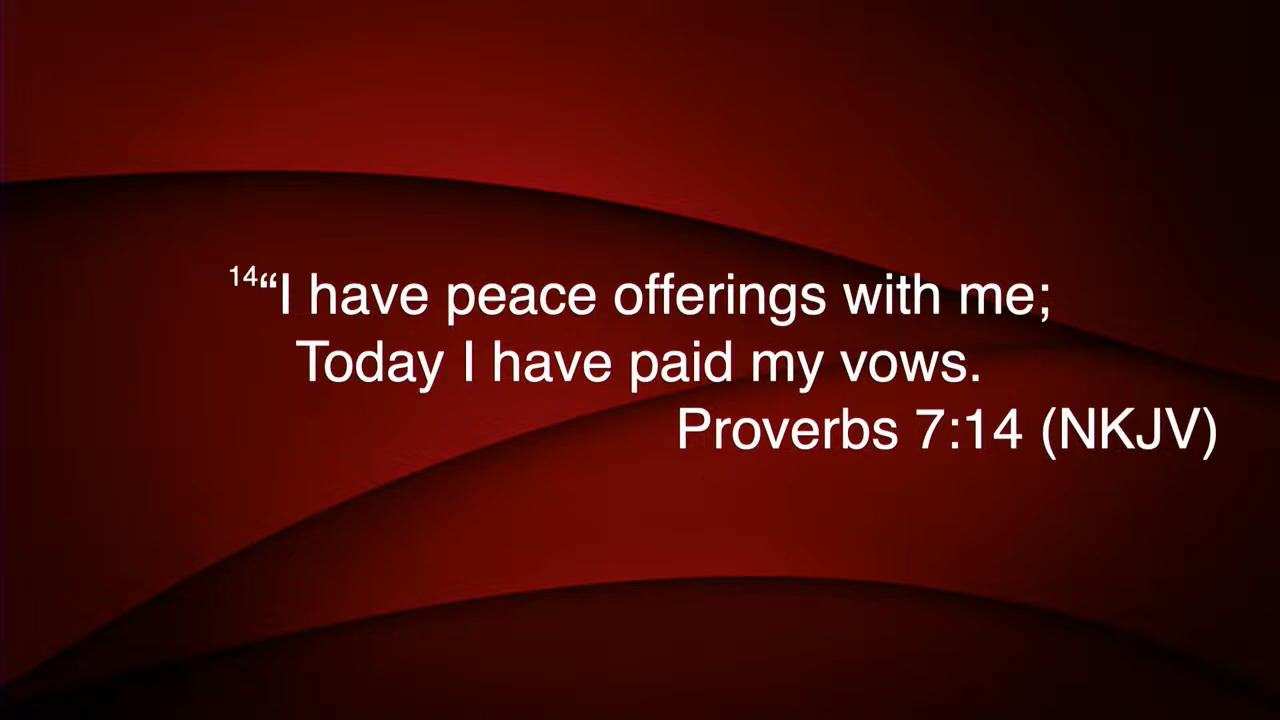 14“I have peace offerings with me;
Today I have paid my vows.
Proverbs 7:14 (NKJV)